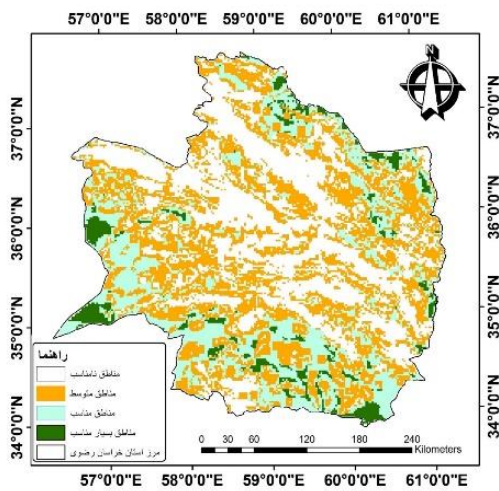 57°0'0"N 58°0'0"N 59°0'0"N 60°0'0"N 61°0'0"N
N
37°0'0"N
36°0'0"N
35°0'0"N
34°0'0"N
37°0'0"N
36°0'0"N
35°0'0"N
34°0'0"N
راهنما
مناطق نامناسب
مناطق متوسط
مناطق مناسب
مناطق بسیار مناسب
مرز استان خراسان رضوی
0 30 60 120 180 240
Kilometers
57°0'0"N 58°0'0"N 59°0'0"N 60°0'0"N 61°0'0"N